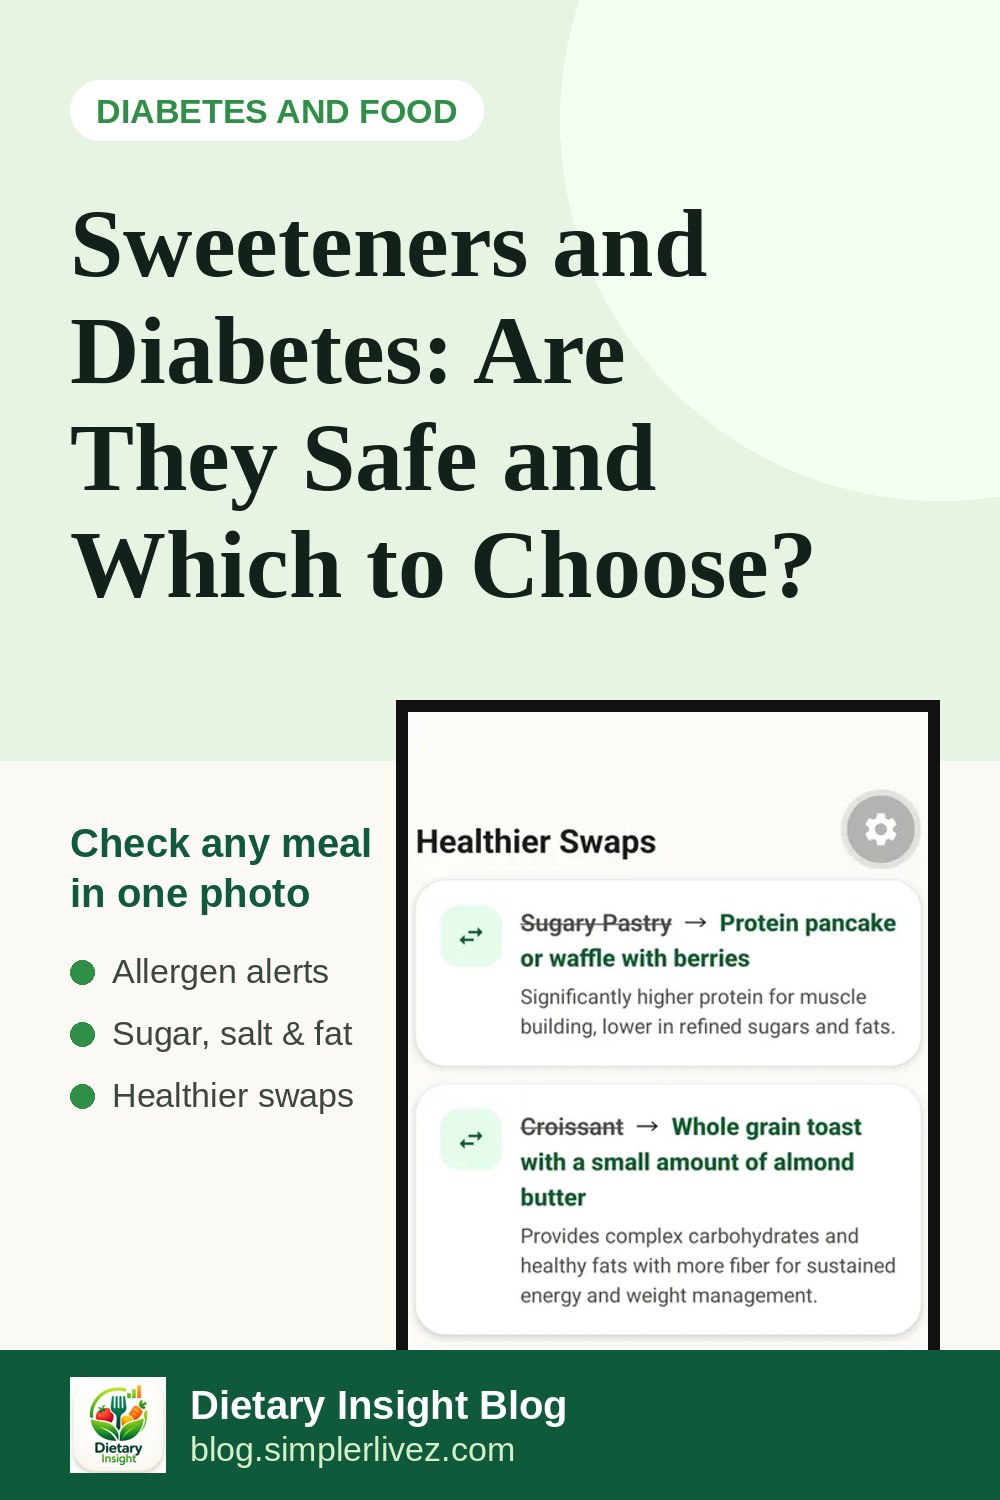 DIABETES AND FOOD
Sweeteners and
Diabetes: Are
They Safe and
Which to Choose?
Check any meal
in one photo
Allergen alerts
Sugar, salt & fat
Healthier swaps
Healthier Swaps
Sugary Pastry → Protein pancake
or waffle with berries
Significantly higher protein for muscle
building, lower in refined sugars and fats.
Croissant → Whole grain toast
with a small amount of almond
butter
Provides complex carbohydrates and
healthy fats with more fiber for sustained
energy and weight management.
Dietary
Insight
Dietary Insight Blog
blog.simplerlivez.com